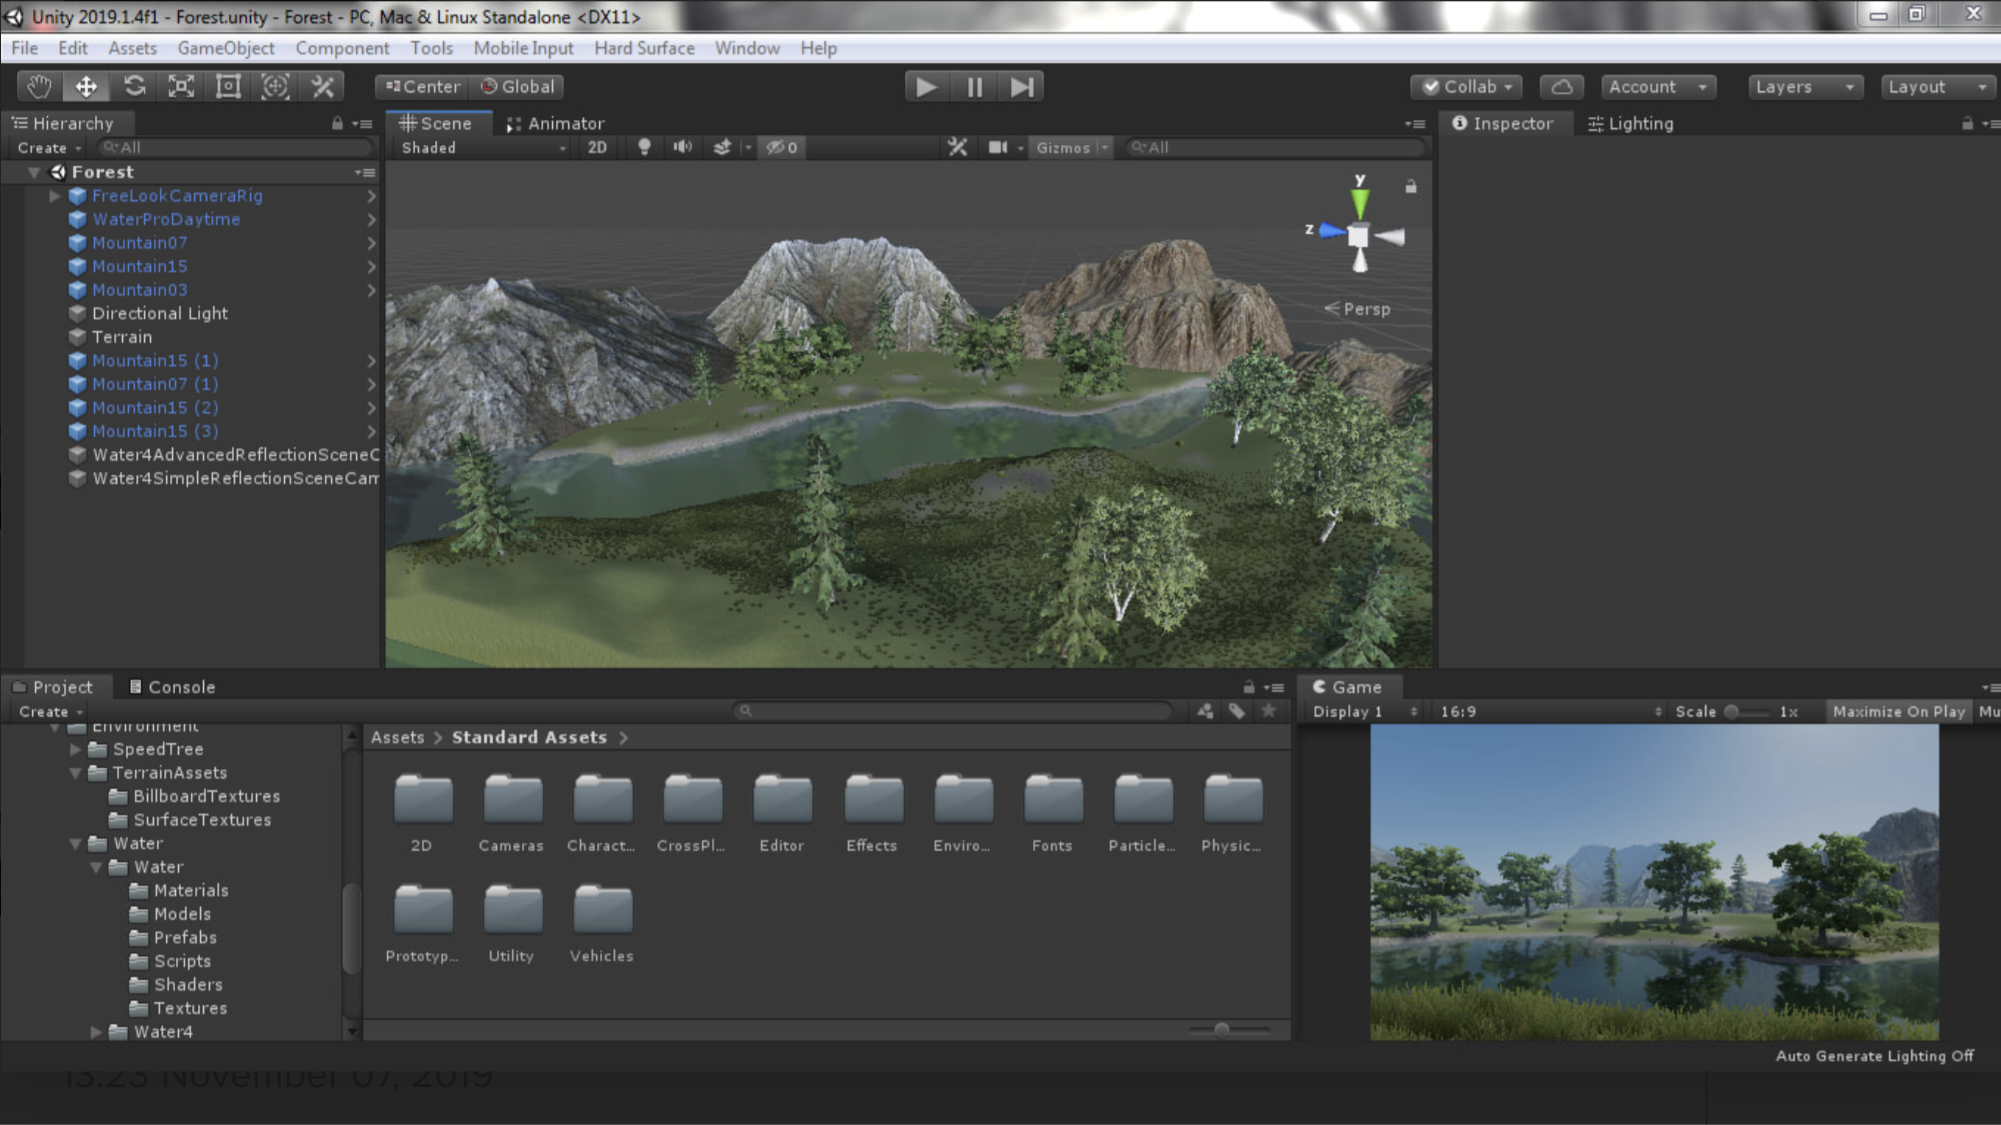 Unity 2019.1.4f1 - Forest.unity - Forest - PC, Mac & Linux Standalone <DX11>
File Edit Assets GameObject Component Tools Mobile Input Hard Surface Window Help
Center Global Collab Account Layers Layout
Hierarchy
Create All
Forest
FreeLookCameraRig
WaterProDaytime
Mountain07
Mountain15
Mountain03
Directional Light
Terrain
Mountain15 (1)
Mountain07 (1)
Mountain15 (2)
Mountain15 (3)
Water4AdvancedReflectionSceneC
Water4SimpleReflectionSceneCam
Scene Animator
Shaded 2D 0 Gizmos All
y
z
Persp
Inspector Lighting
Project Console
Create
Environment
SpeedTree
TerrainAssets
BillboardTextures
SurfaceTextures
Water
Water
Materials
Models
Prefabs
Scripts
Shaders
Textures
Water4
Assets > Standard Assets >
2D Cameras Charact... CrossPl... Editor Effects Enviro... Fonts Particle... Physic...
Prototyp... Utility Vehicles
Game
Display 1 16:9 Scale 1x Maximize On Play Mu
Auto Generate Lighting Off
13:23 November 07, 2019